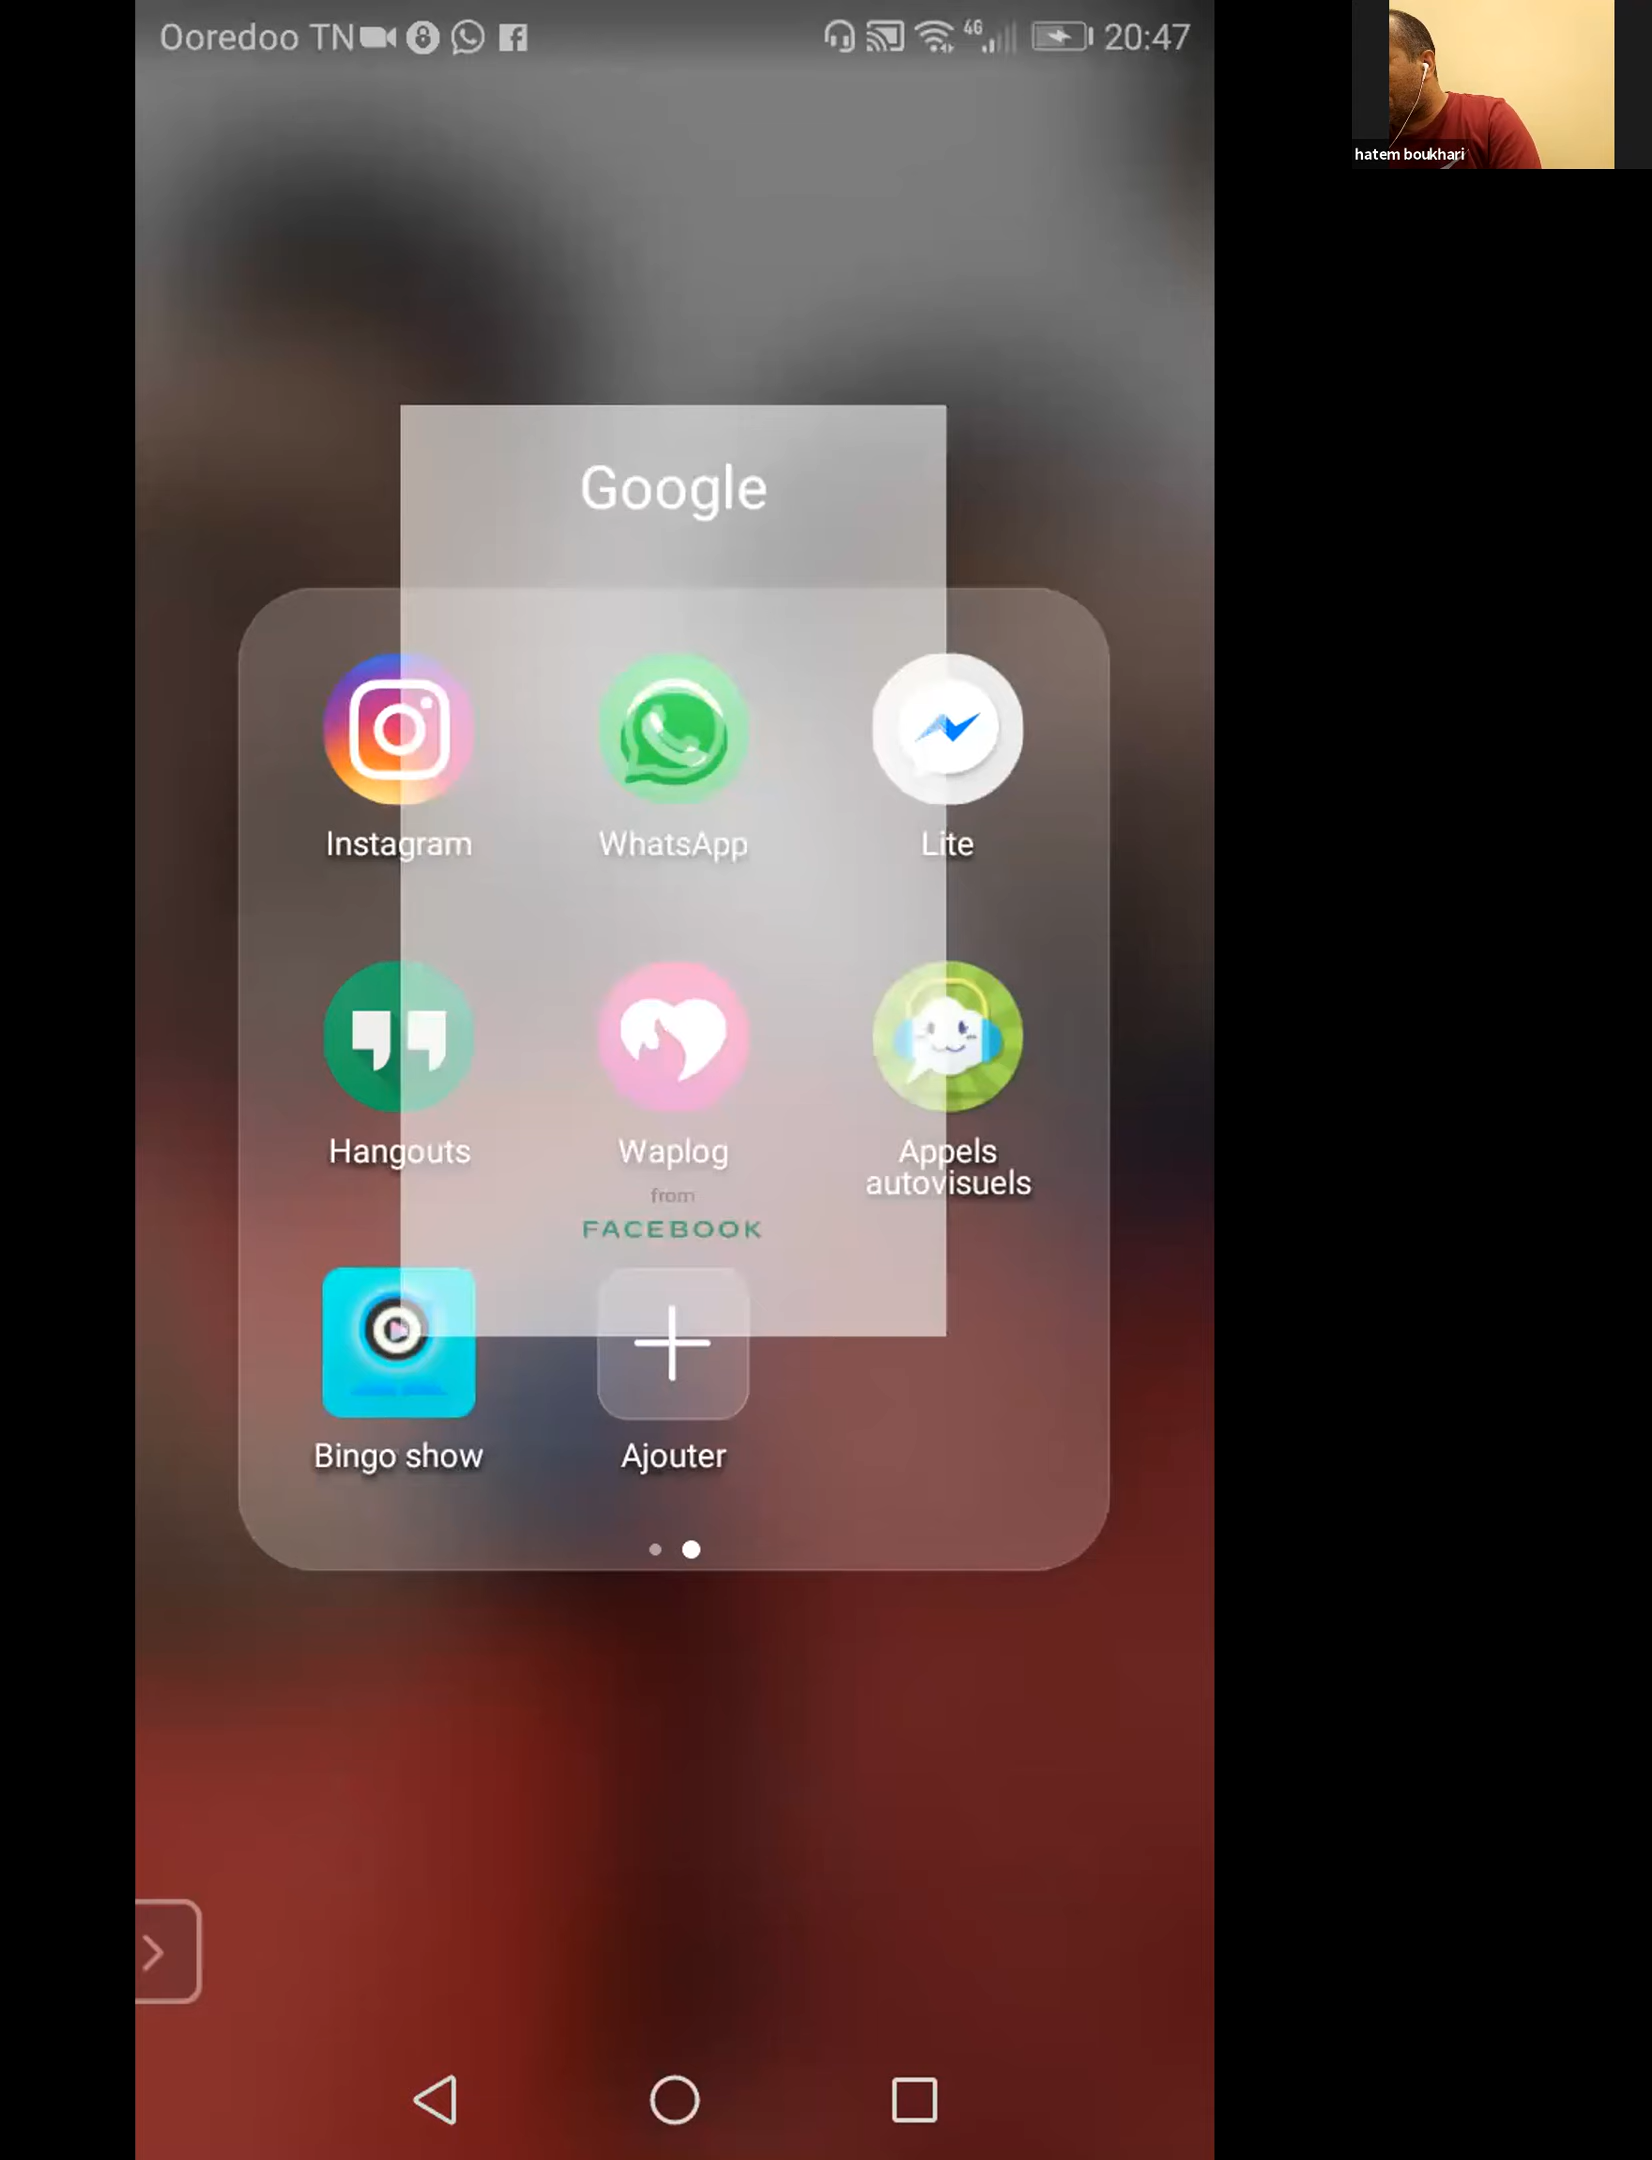 Ooredoo TN
4G
20:47
hatem boukhari
Google
Instagram
WhatsApp
Lite
Hangouts
Waplog
Appels
autovisuels
from
FACEBOOK
Bingo show
Ajouter